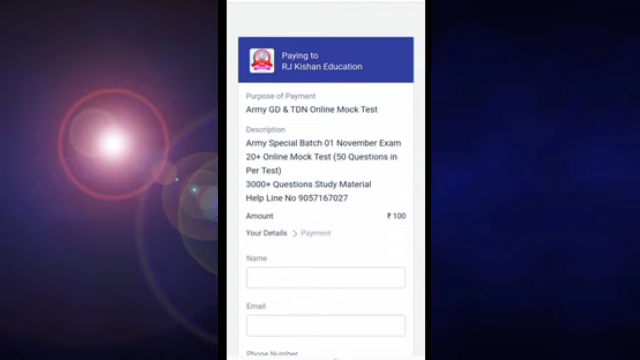 Paying to
RJ Kishan Education
Purpose of Payment
Army GD & TDN Online Mock Test
Description
Army Special Batch 01 November Exam
20+ Online Mock Test (50 Questions in
Per Test)
3000+ Questions Study Material
Help Line No 9057167027
Amount ₹ 100
Your Details > Payment
Name
Email
Phone Number